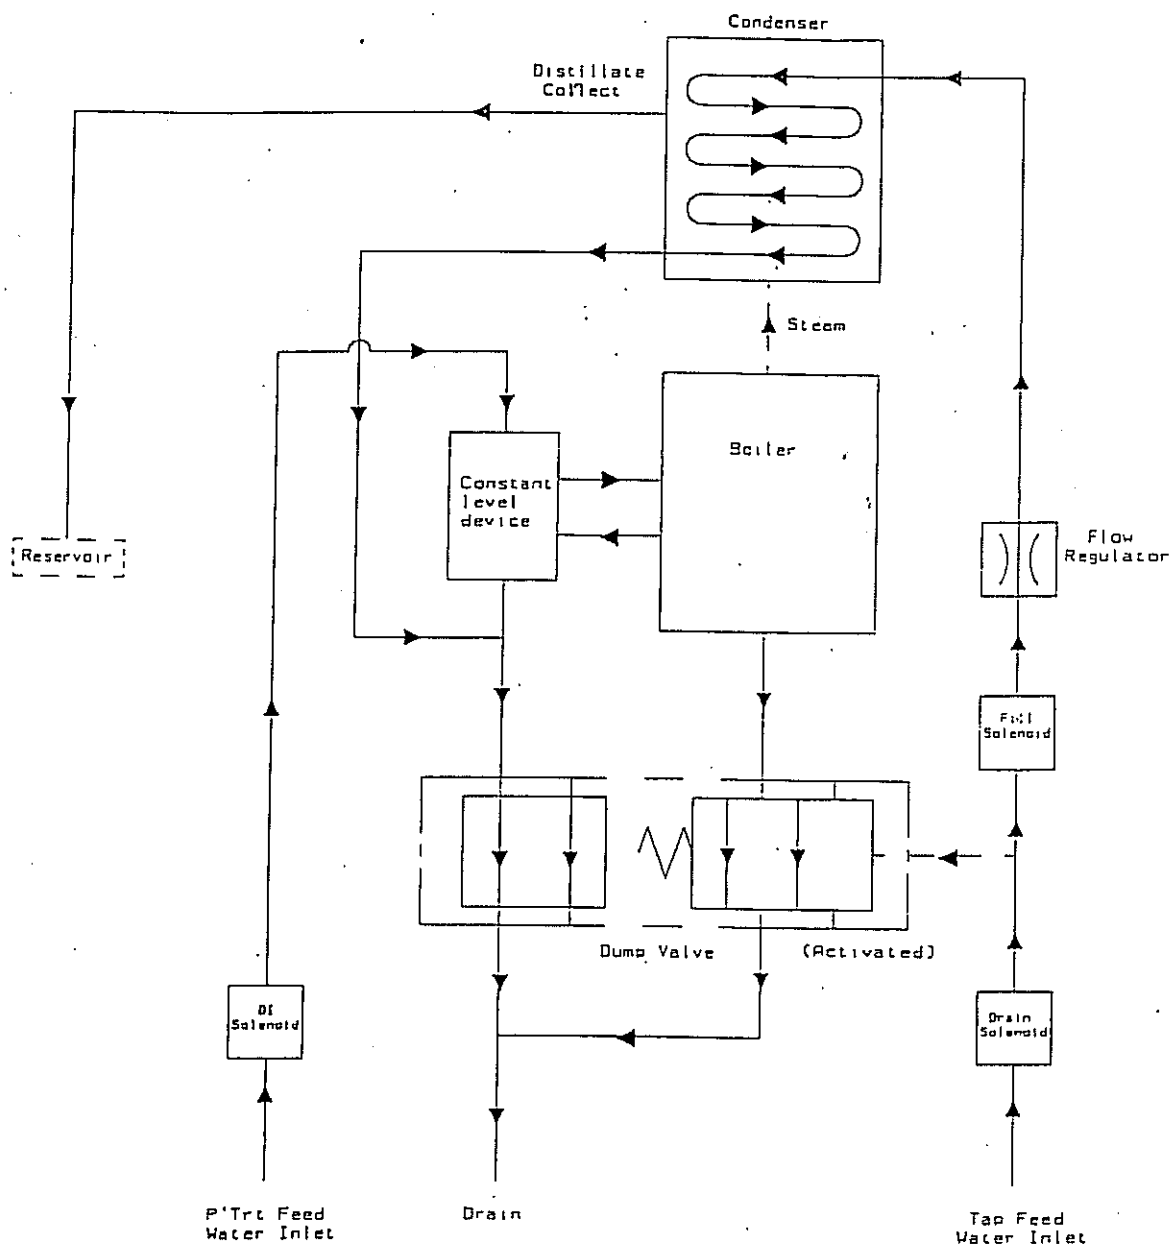 Condenser
Distillate
Collect
Steam
Boiler
Constant
level
device
Reservoir
Flow
Regulator
Fill
Solenoid
Dump Valve
(Activated)
DI
Solenoid
Drain
Solenoid
P'Trt Feed
Water Inlet
Drain
Tap Feed
Water Inlet